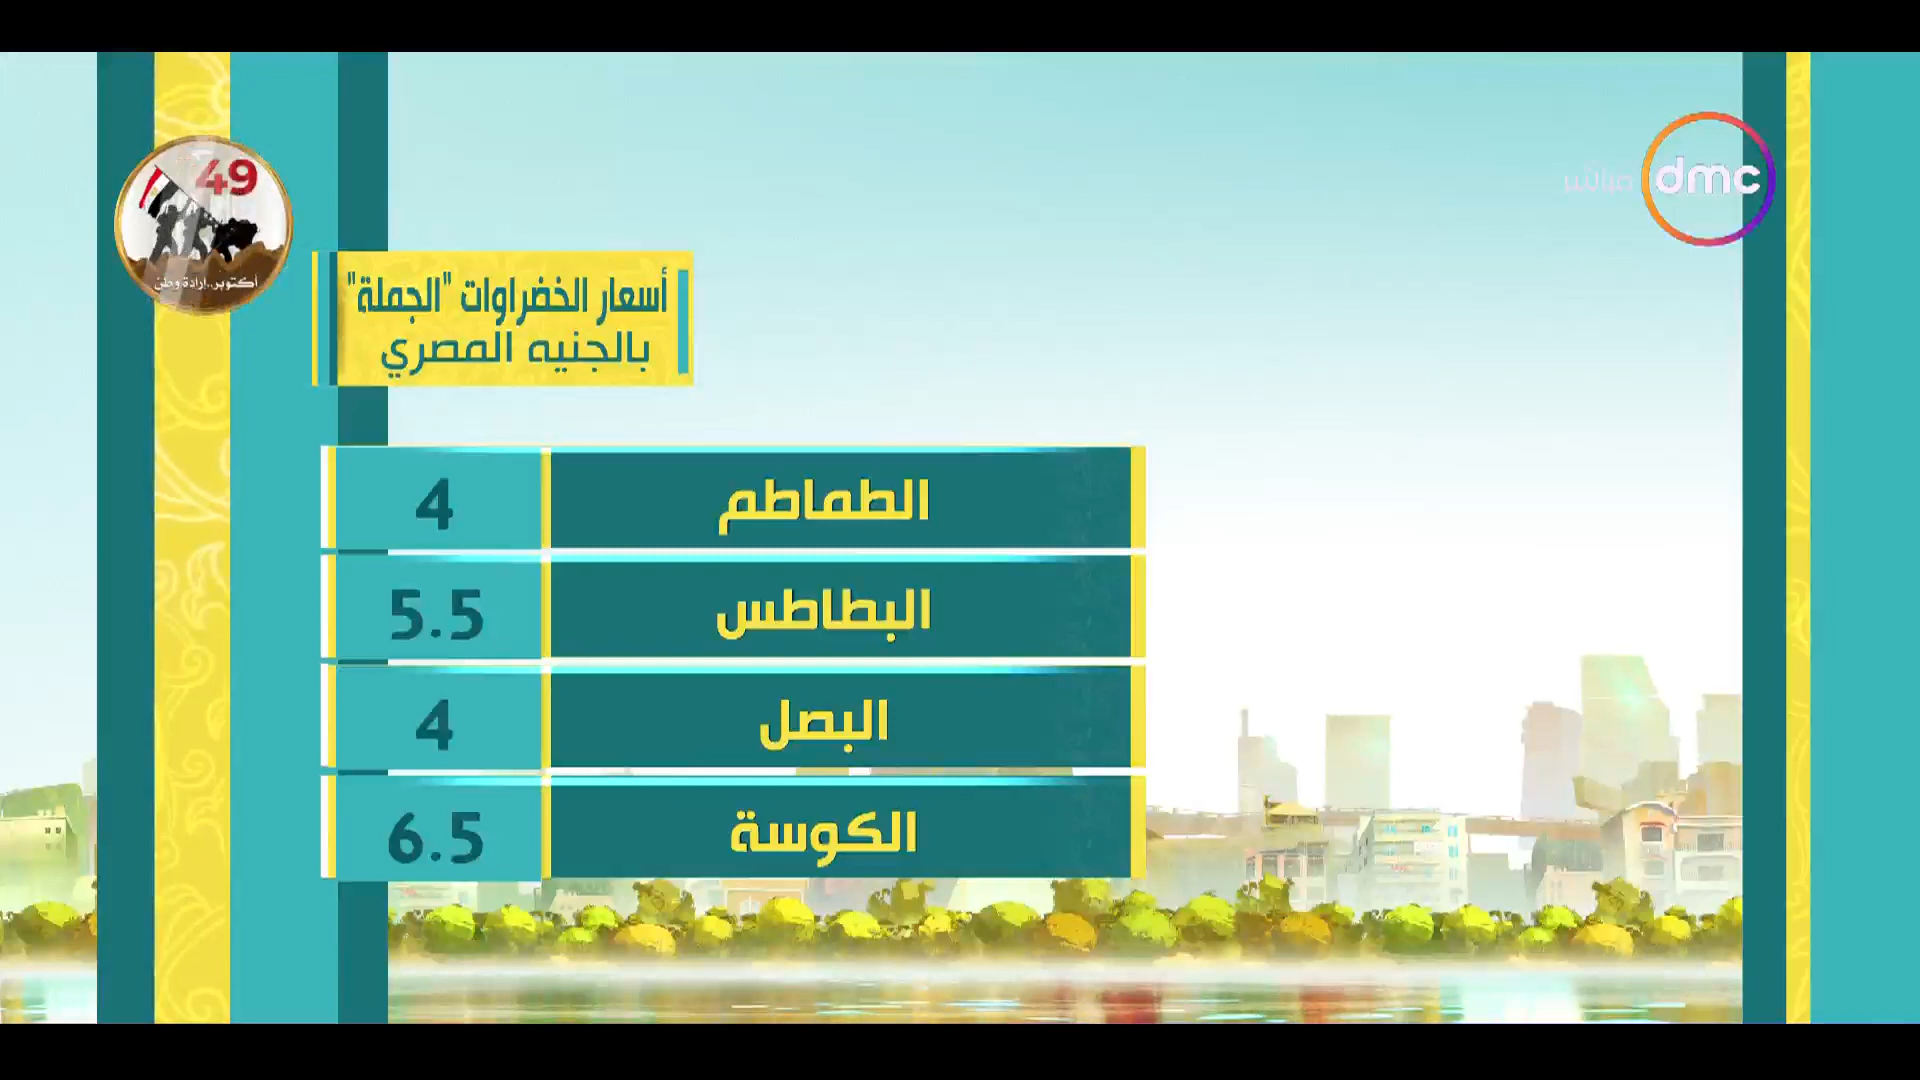 49
أكتوبر..إرادة وطن
dmc
مباشر
أسعار الخضراوات "الجملة"
بالجنيه المصري
الطماطم 4
البطاطس 5.5
البصل 4
الكوسة 6.5